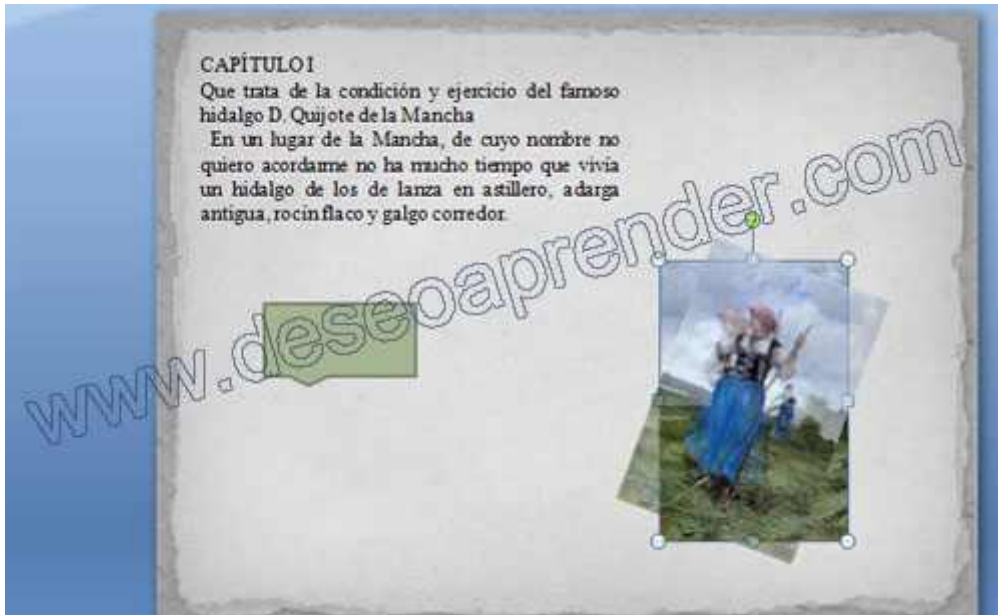 CAPÍTULO I
Que trata de la condición y ejercicio del famoso
hidalgo D. Quijote de la Mancha
En un lugar de la Mancha, de cuyo nombre no
quiero acordarme no ha mucho tiempo que vivía
un hidalgo de los de lanza en astillero, adarga
antigua, rocín flaco y galgo corredor.
www.deseoaprender.com